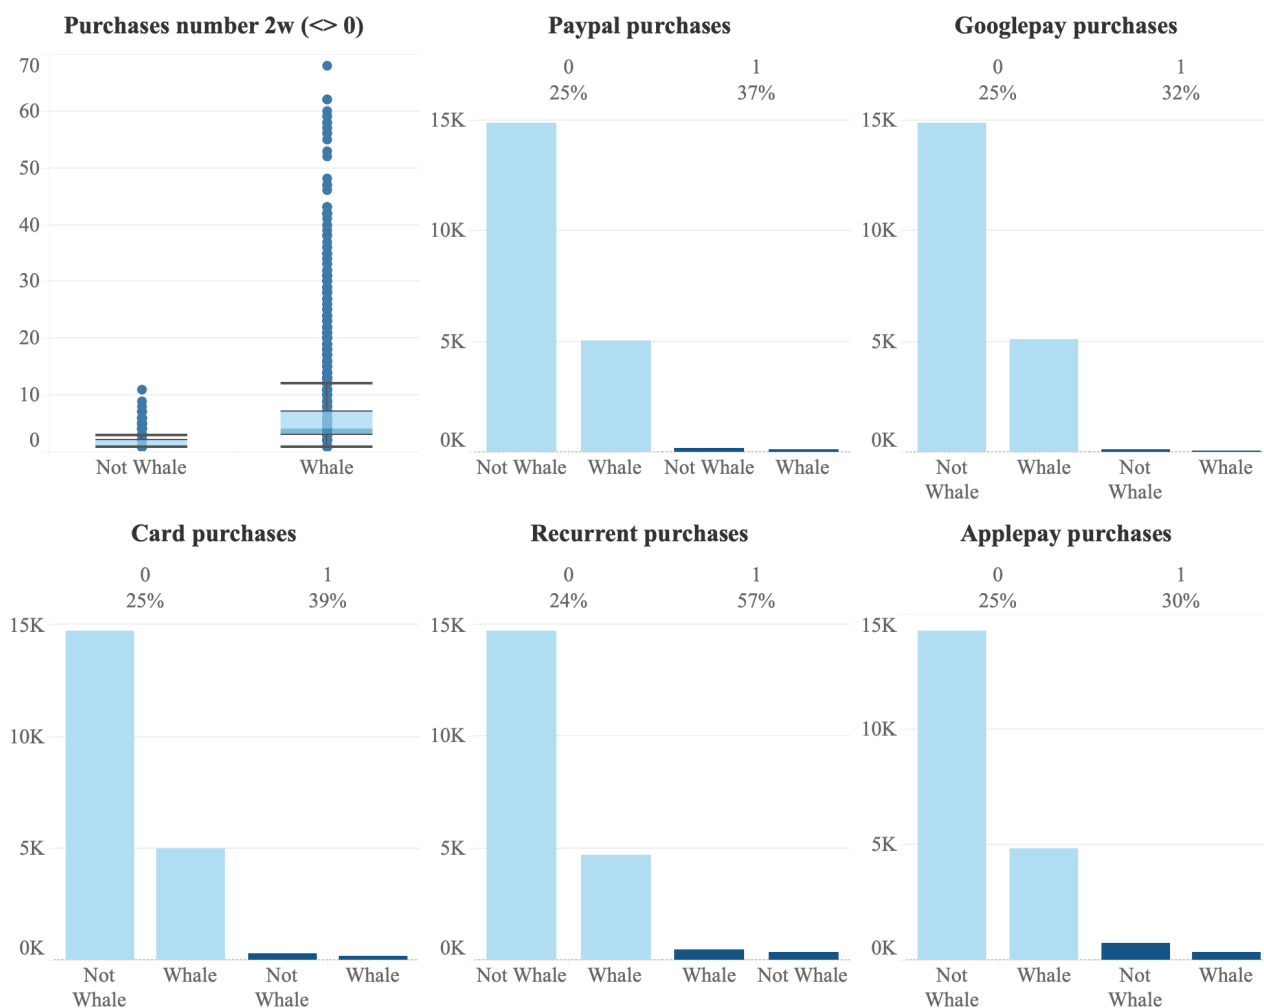 Purchases number 2w (<> 0)
70
60
50
40
30
20
10
0
Not Whale Whale
Paypal purchases
0 1
25% 37%
15K
10K
5K
0K
Not Whale Whale Not Whale Whale
Googlepay purchases
0 1
25% 32%
15K
10K
5K
0K
Not Whale Whale Not Whale Whale
Card purchases
0 1
25% 39%
15K
10K
5K
0K
Not Whale Whale Not Whale Whale
Recurrent purchases
0 1
24% 57%
15K
10K
5K
0K
Not Whale Whale Whale Not Whale
Applepay purchases
0 1
25% 30%
15K
10K
5K
0K
Not Whale Whale Not Whale Whale